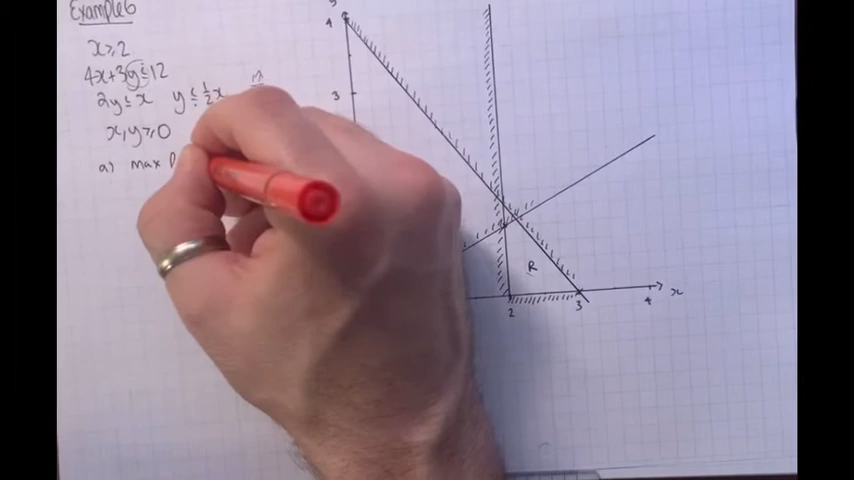 Example 6
x≥2
4x+3y≤12
2y≤x y≤½x
x,y≥0
a) max P
4
3
R
2 3 4 x